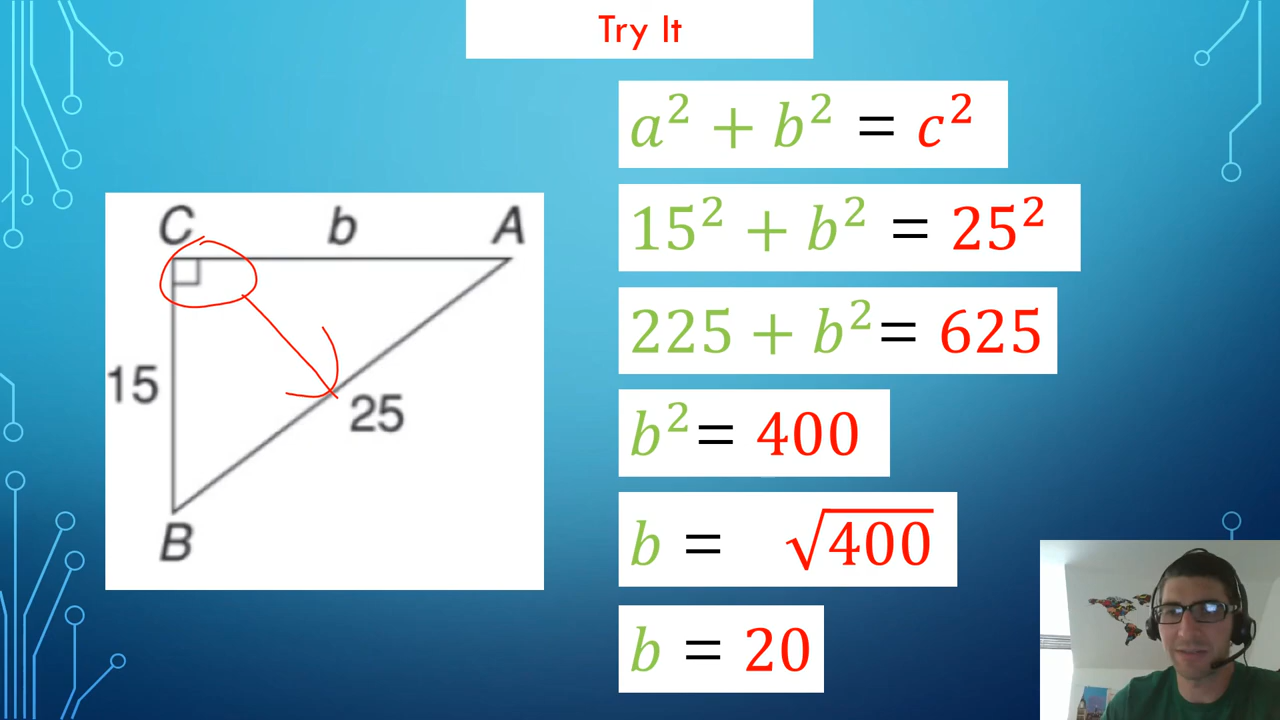 Try It
a² + b² = c²
15² + b² = 25²
225 + b² = 625
b² = 400
b = √400
b = 20
C b A
15
25
B